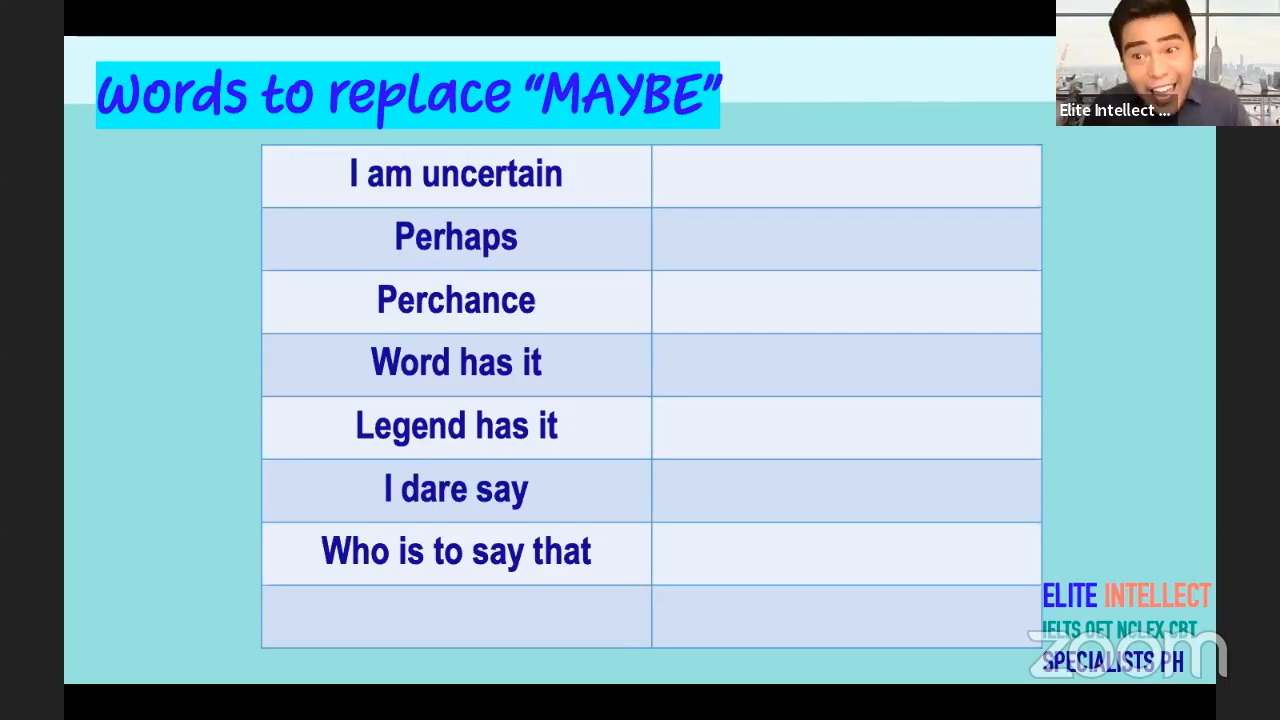 Words to replace “MAYBE”
Elite Intellect ...
I am uncertain
Perhaps
Perchance
Word has it
Legend has it
I dare say
Who is to say that
ELITE INTELLECT
IELTS OET NCLEX CBT
zoom
SPECIALISTS PH